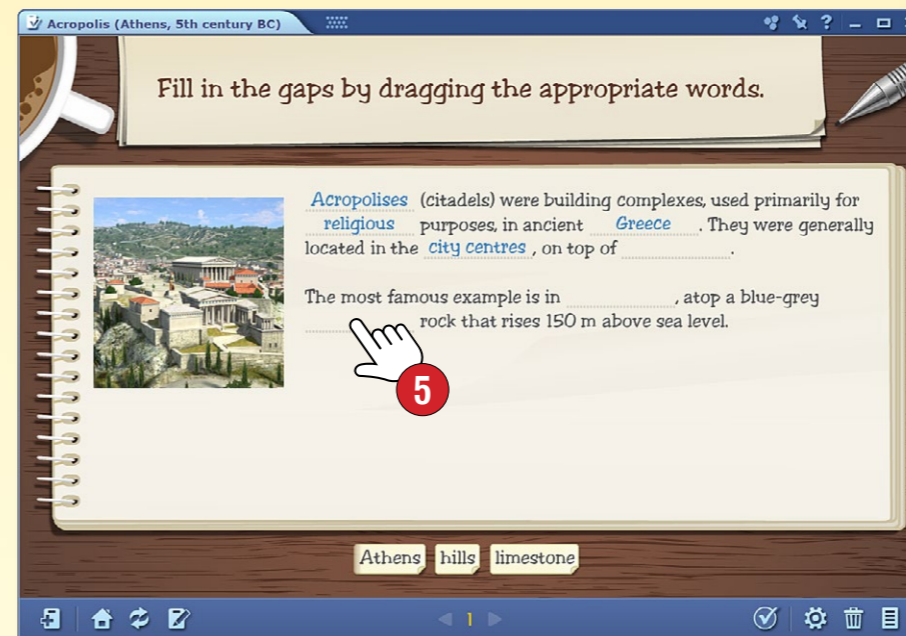 Acropolis (Athens, 5th century BC)
?
Fill in the gaps by dragging the appropriate words.
Acropolises (citadels) were building complexes, used primarily for
religious purposes, in ancient Greece. They were generally
located in the city centres, on top of .
The most famous example is in , atop a blue-grey
rock that rises 150 m above sea level.
5
Athens hills limestone
1